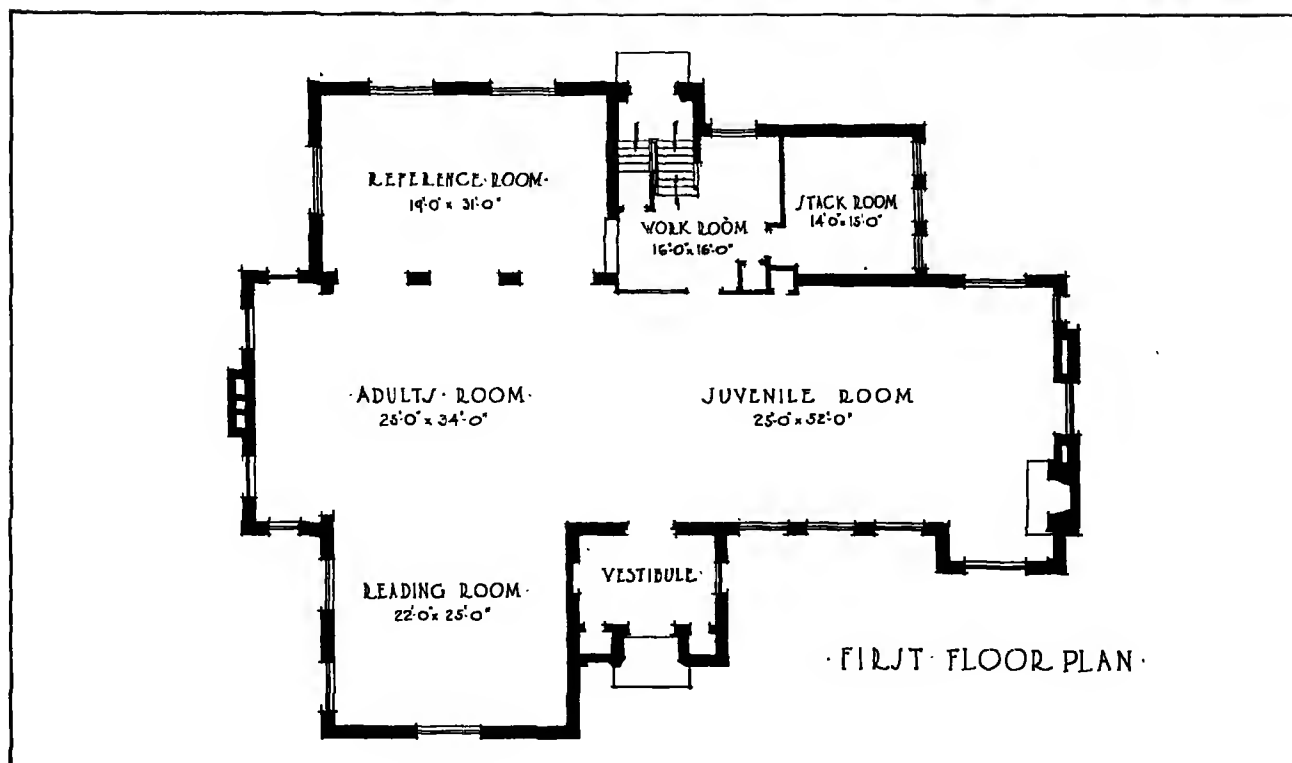 REFERENCE·ROOM·
19'-0" x 31'-0"
WORK ROOM
16'-0" x 16'-0"
STACK ROOM
14'-0" x 15'-0"
·ADULTS·ROOM·
25'-0" x 34'-0"
JUVENILE ROOM
25'-0" x 52'-0"
READING ROOM·
22'-0" x 25'-0"
VESTIBULE·
·FIRST·FLOOR PLAN·